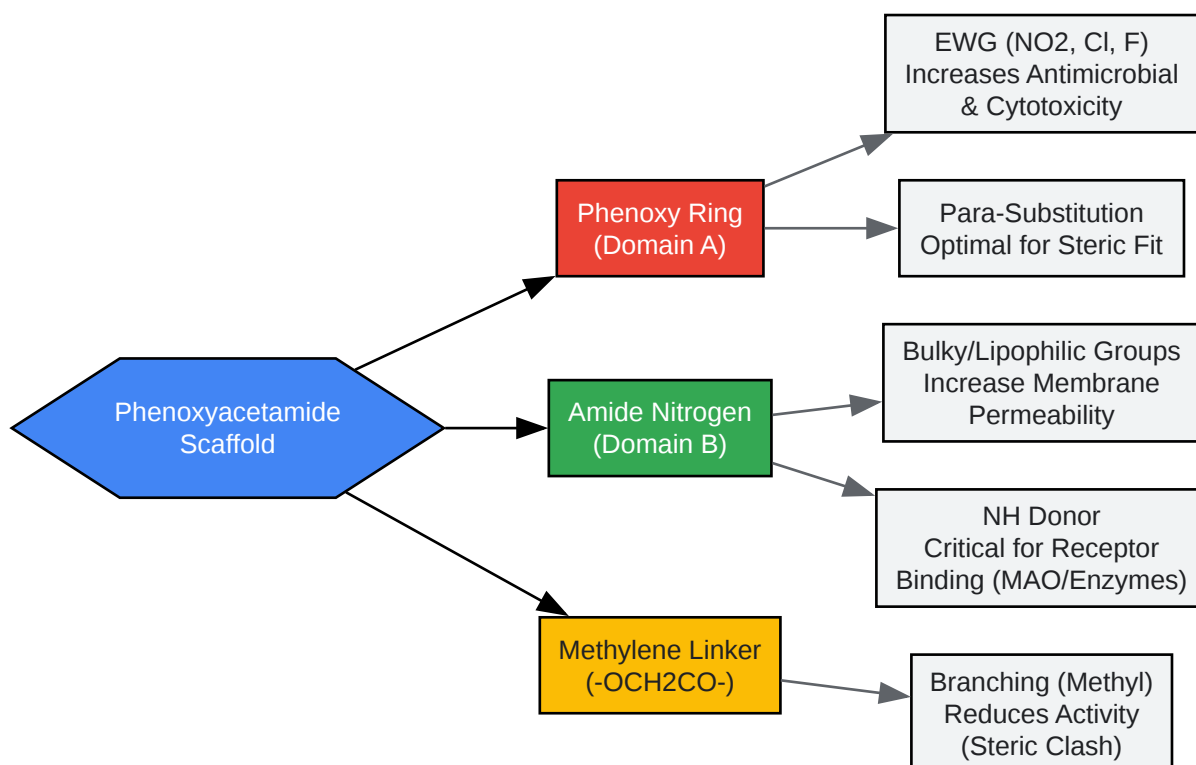 Phenoxyacetamide
Scaffold
Phenoxy Ring
(Domain A)
Amide Nitrogen
(Domain B)
Methylene Linker
(-OCH2CO-)
EWG (NO2, Cl, F)
Increases Antimicrobial
& Cytotoxicity
Para-Substitution
Optimal for Steric Fit
Bulky/Lipophilic Groups
Increase Membrane
Permeability
NH Donor
Critical for Receptor
Binding (MAO/Enzymes)
Branching (Methyl)
Reduces Activity
(Steric Clash)